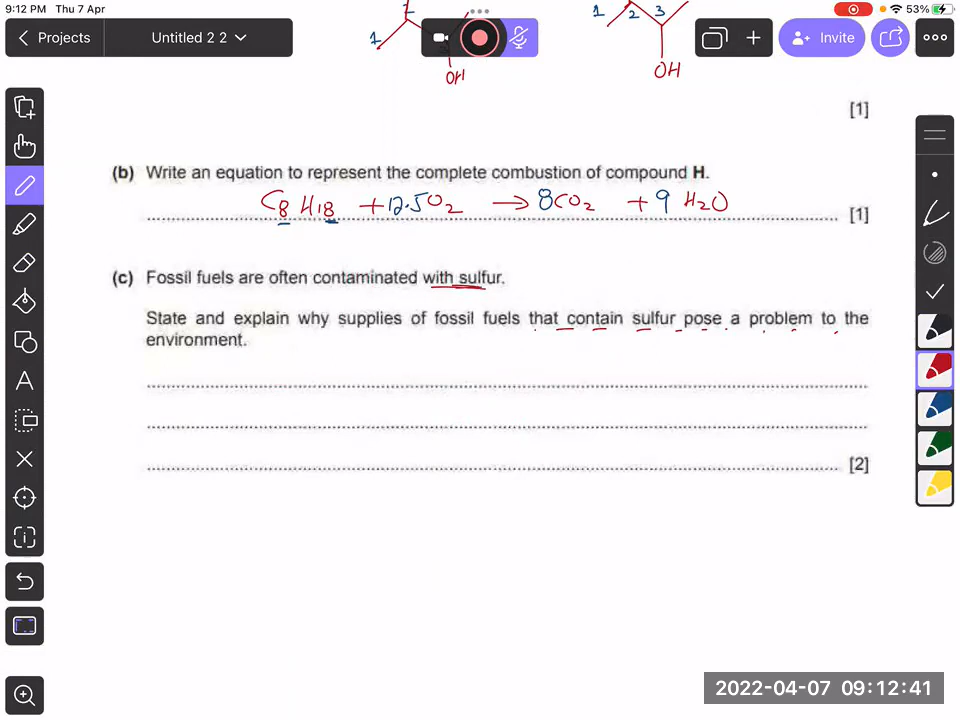 9:12 PM Thu 7 Apr
53%
Projects
Untitled 2 2
Invite
1
OH
1 2 3
OH
[1]
(b) Write an equation to represent the complete combustion of compound H.
C8 H18 + 12.5 O2 → 8 CO2 + 9 H2O
[1]
(c) Fossil fuels are often contaminated with sulfur.
State and explain why supplies of fossil fuels that contain sulfur pose a problem to the
environment.
[2]
A
2022-04-07 09:12:41